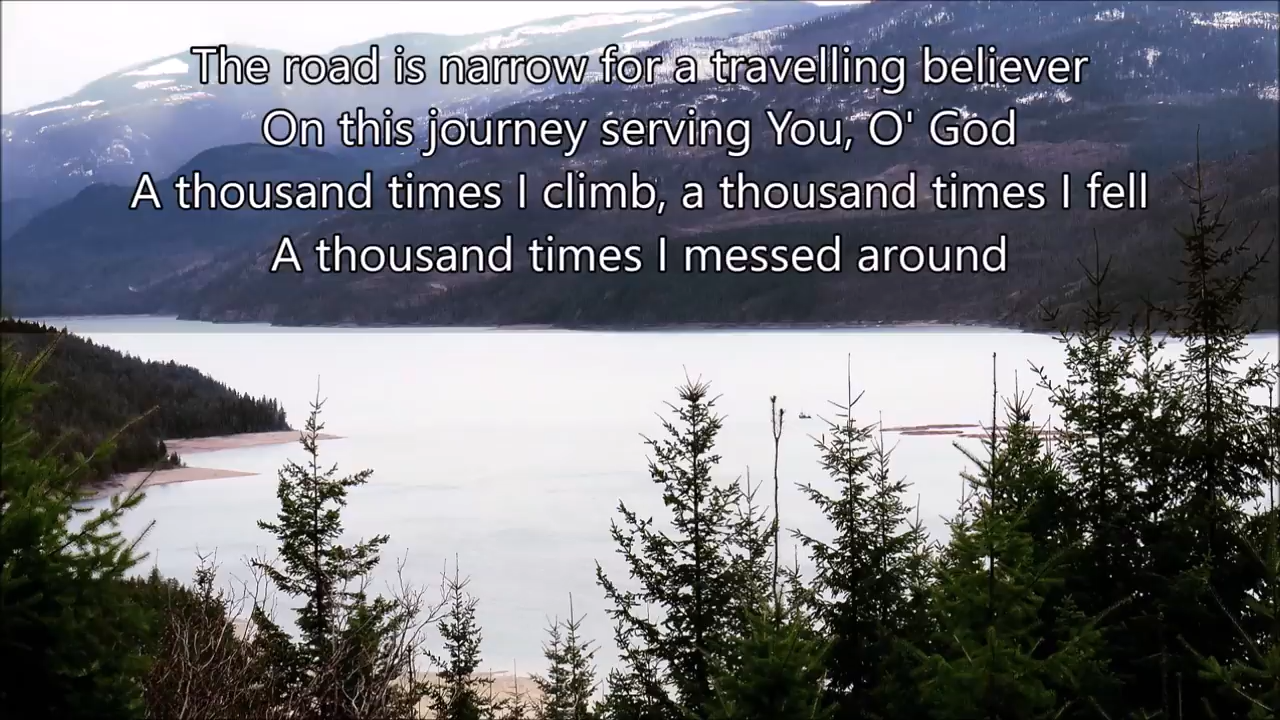 The road is narrow for a travelling believer
On this journey serving You, O' God
A thousand times I climb, a thousand times I fell
A thousand times I messed around